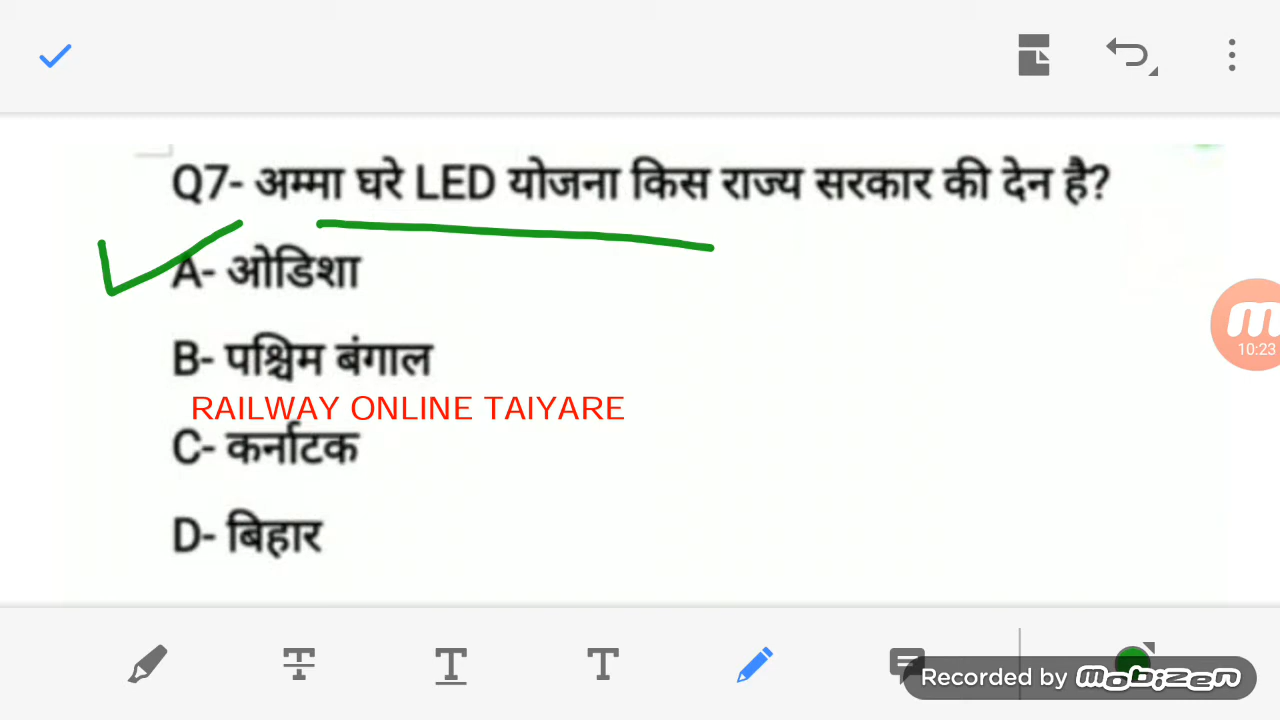 Q7- अम्मा घरे LED योजना किस राज्य सरकार की देन है?
A- ओडिशा
B- पश्चिम बंगाल
RAILWAY ONLINE TAIYARE
C- कर्नाटक
D- बिहार
10:23
T T T
Recorded by mobizen